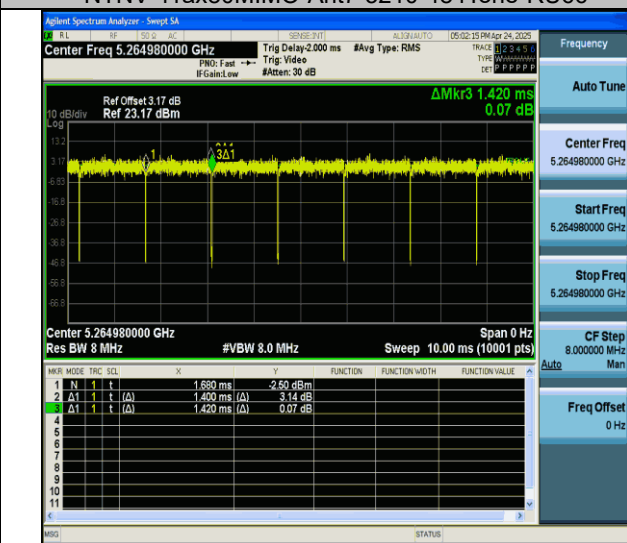 Agilent Spectrum Analyzer - Swept SA
RL RF 50 Ω AC SENSE:INT ALIGNAUTO 05:02:15 PM Apr 24, 2025
Center Freq 5.264980000 GHz
PNO: Fast
IFGain:Low
Trig Delay-2.000 ms
Trig: Video
#Atten: 30 dB
#Avg Type: RMS
TRACE 1 2 3 4 5 6
TYPE
DET P P P P P P
Ref Offset 3.17 dB
Ref 23.17 dBm
10 dB/div
Log
ΔMkr3 1.420 ms
0.07 dB
13.2
3.17
-6.83
-16.8
-26.8
-36.8
-46.8
-56.8
-66.8
1
3Δ1
Center 5.264980000 GHz
Span 0 Hz
Res BW 8 MHz
#VBW 8.0 MHz
Sweep 10.00 ms (10001 pts)
MKR MODE TRC SCL X Y FUNCTION FUNCTION WIDTH FUNCTION VALUE
1 N 1 t 1.680 ms -2.50 dBm
2 Δ1 1 t (Δ) 1.400 ms (Δ) 3.14 dB
3 Δ1 1 t (Δ) 1.420 ms (Δ) 0.07 dB
4
5
6
7
8
9
10
11
MSG
STATUS
Frequency
Auto Tune
Center Freq
5.264980000 GHz
Start Freq
5.264980000 GHz
Stop Freq
5.264980000 GHz
CF Step
8.000000 MHz
Auto Man
Freq Offset
0 Hz